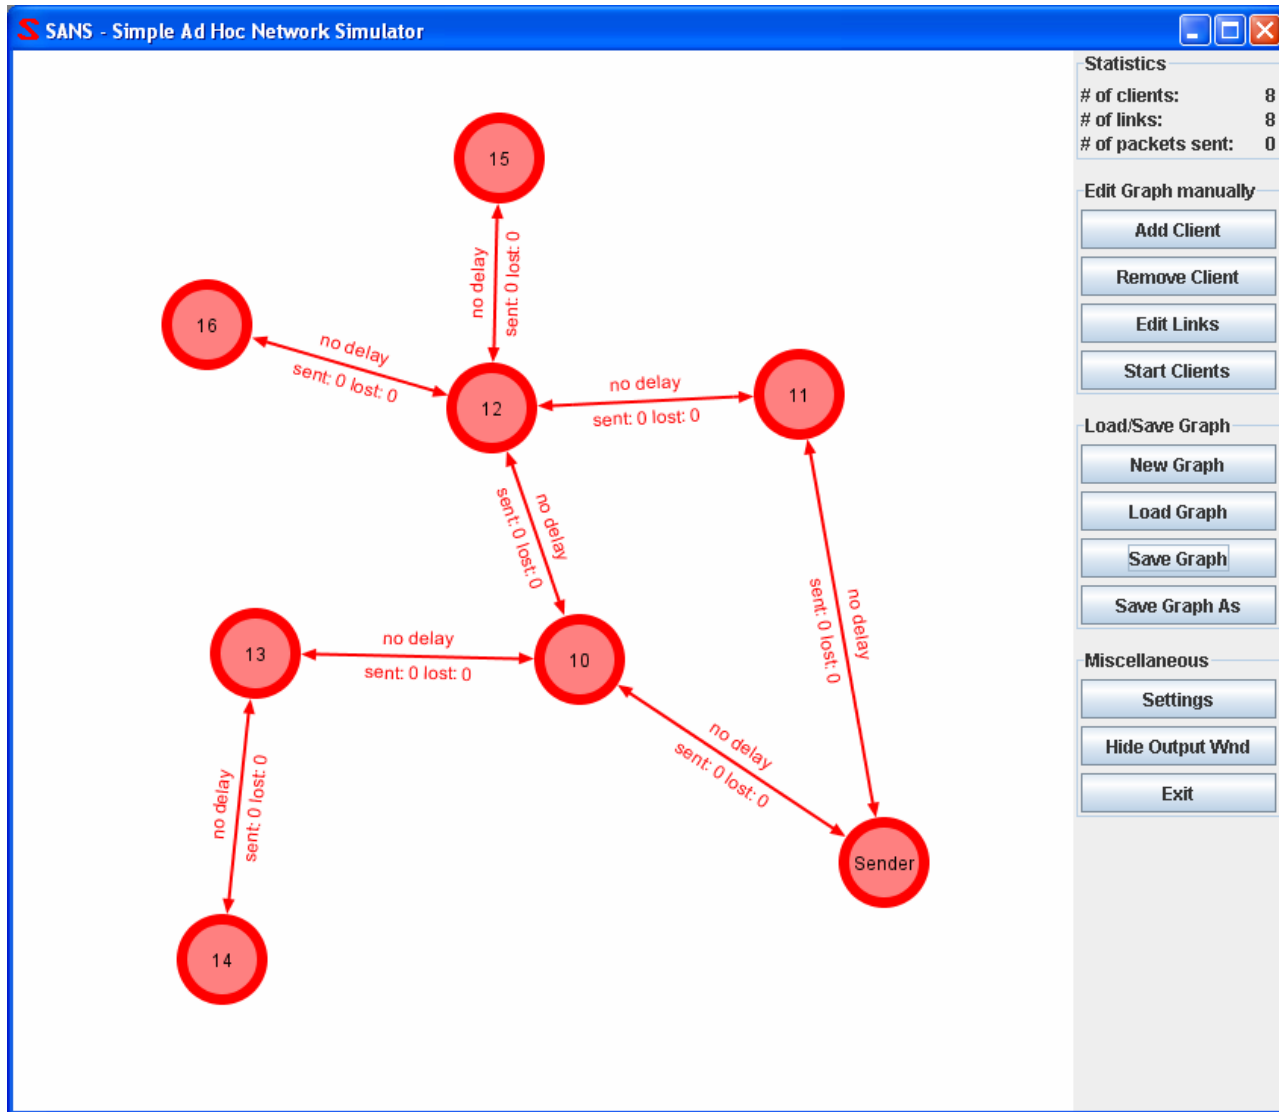 SANS - Simple Ad Hoc Network Simulator
15
no delay
sent: 0 lost: 0
16
no delay
sent: 0 lost: 0
12
no delay
sent: 0 lost: 0
11
no delay
sent: 0 lost: 0
no delay
sent: 0 lost: 0
13
no delay
sent: 0 lost: 0
10
no delay
sent: 0 lost: 0
no delay
sent: 0 lost: 0
Sender
14
Statistics
# of clients: 8
# of links: 8
# of packets sent: 0
Edit Graph manually
Add Client
Remove Client
Edit Links
Start Clients
Load/Save Graph
New Graph
Load Graph
Save Graph
Save Graph As
Miscellaneous
Settings
Hide Output Wnd
Exit